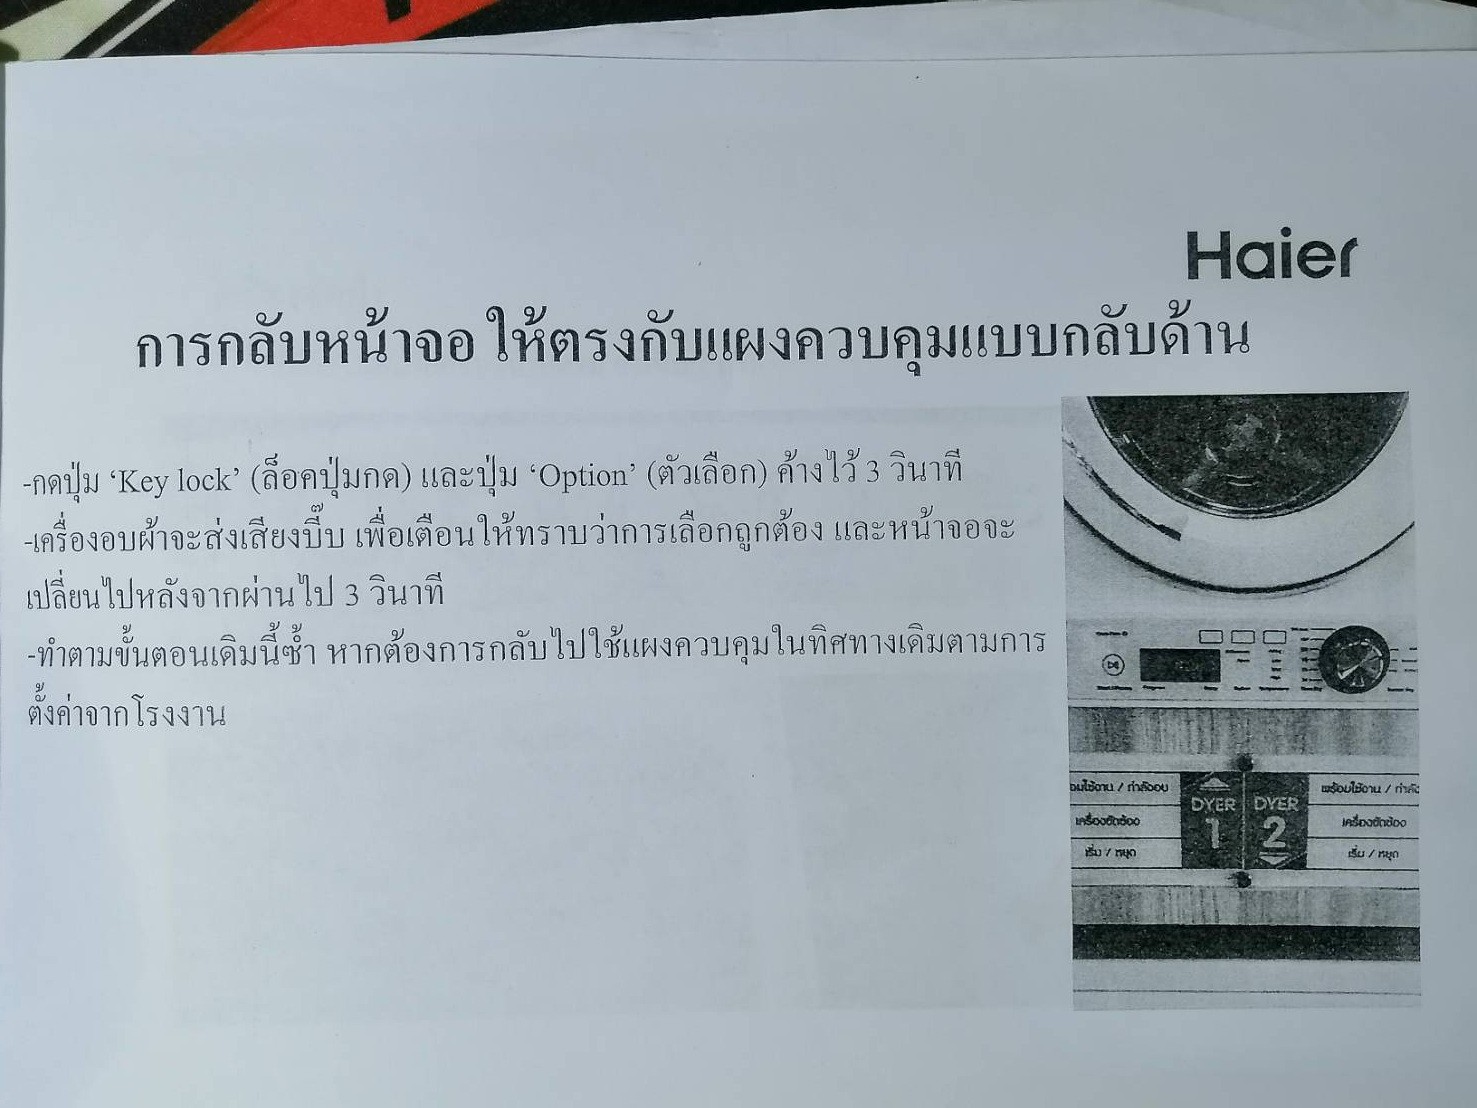 Haier
การกลับหน้าจอ ให้ตรงกับแผงควบคุมแบบกลับด้าน
-กดปุ่ม ‘Key lock’ (ล็อคปุ่มกด) และปุ่ม ‘Option’ (ตัวเลือก) ค้างไว้ 3 วินาที
-เครื่องอบผ้าจะส่งเสียงบี๊บ เพื่อเตือนให้ทราบว่าการเลือกถูกต้อง และหน้าจอจะ
เปลี่ยนไปหลังจากผ่านไป 3 วินาที
-ทำตามขั้นตอนเดิมนี้ซ้ำ หากต้องการกลับไปใช้แผงควบคุมในทิศทางเดิมตามการ
ตั้งค่าจากโรงงาน
อมใช้งาน / กำลังอบ
เครื่องขัดข้อง
เริ่ม / หยุด
DYER
1
DYER
2
พร้อมใช้งาน / กำลัง
เครื่องขัดข้อง
เริ่ม / หยุด